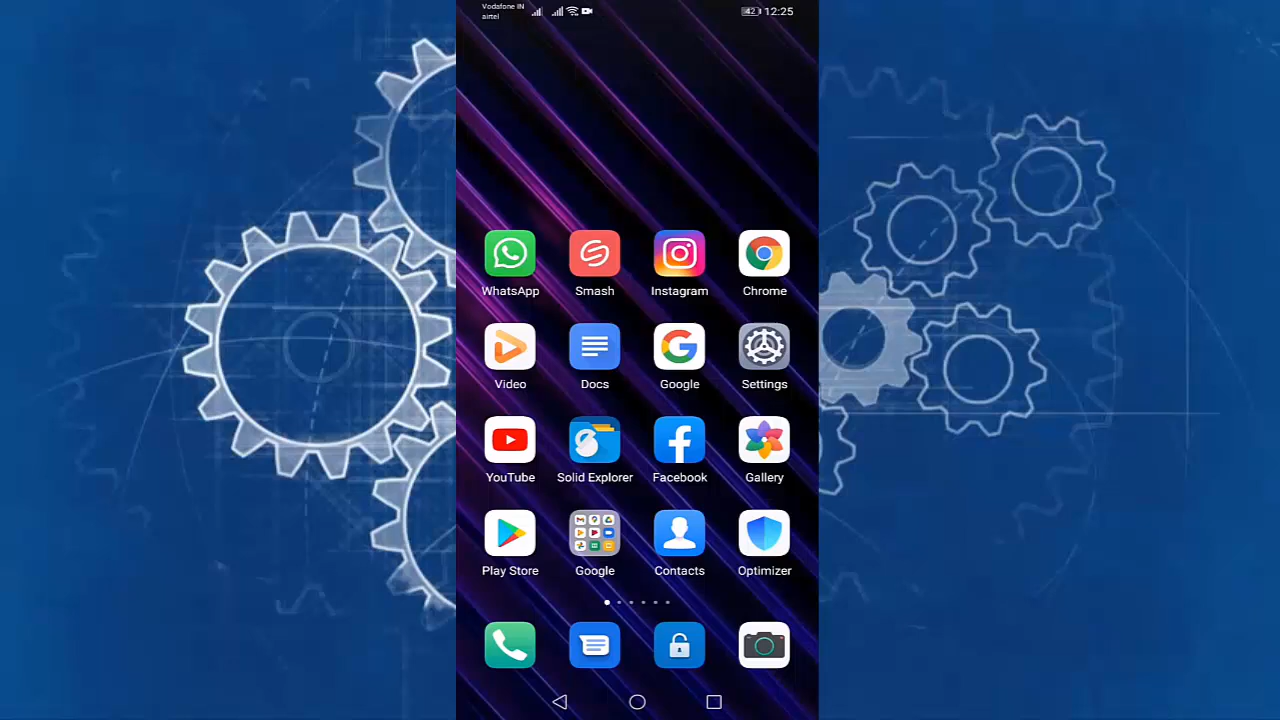 Vodafone IN
airtel
42 12:25
WhatsApp Smash Instagram Chrome
Video Docs Google Settings
YouTube Solid Explorer Facebook Gallery
Play Store Google Contacts Optimizer